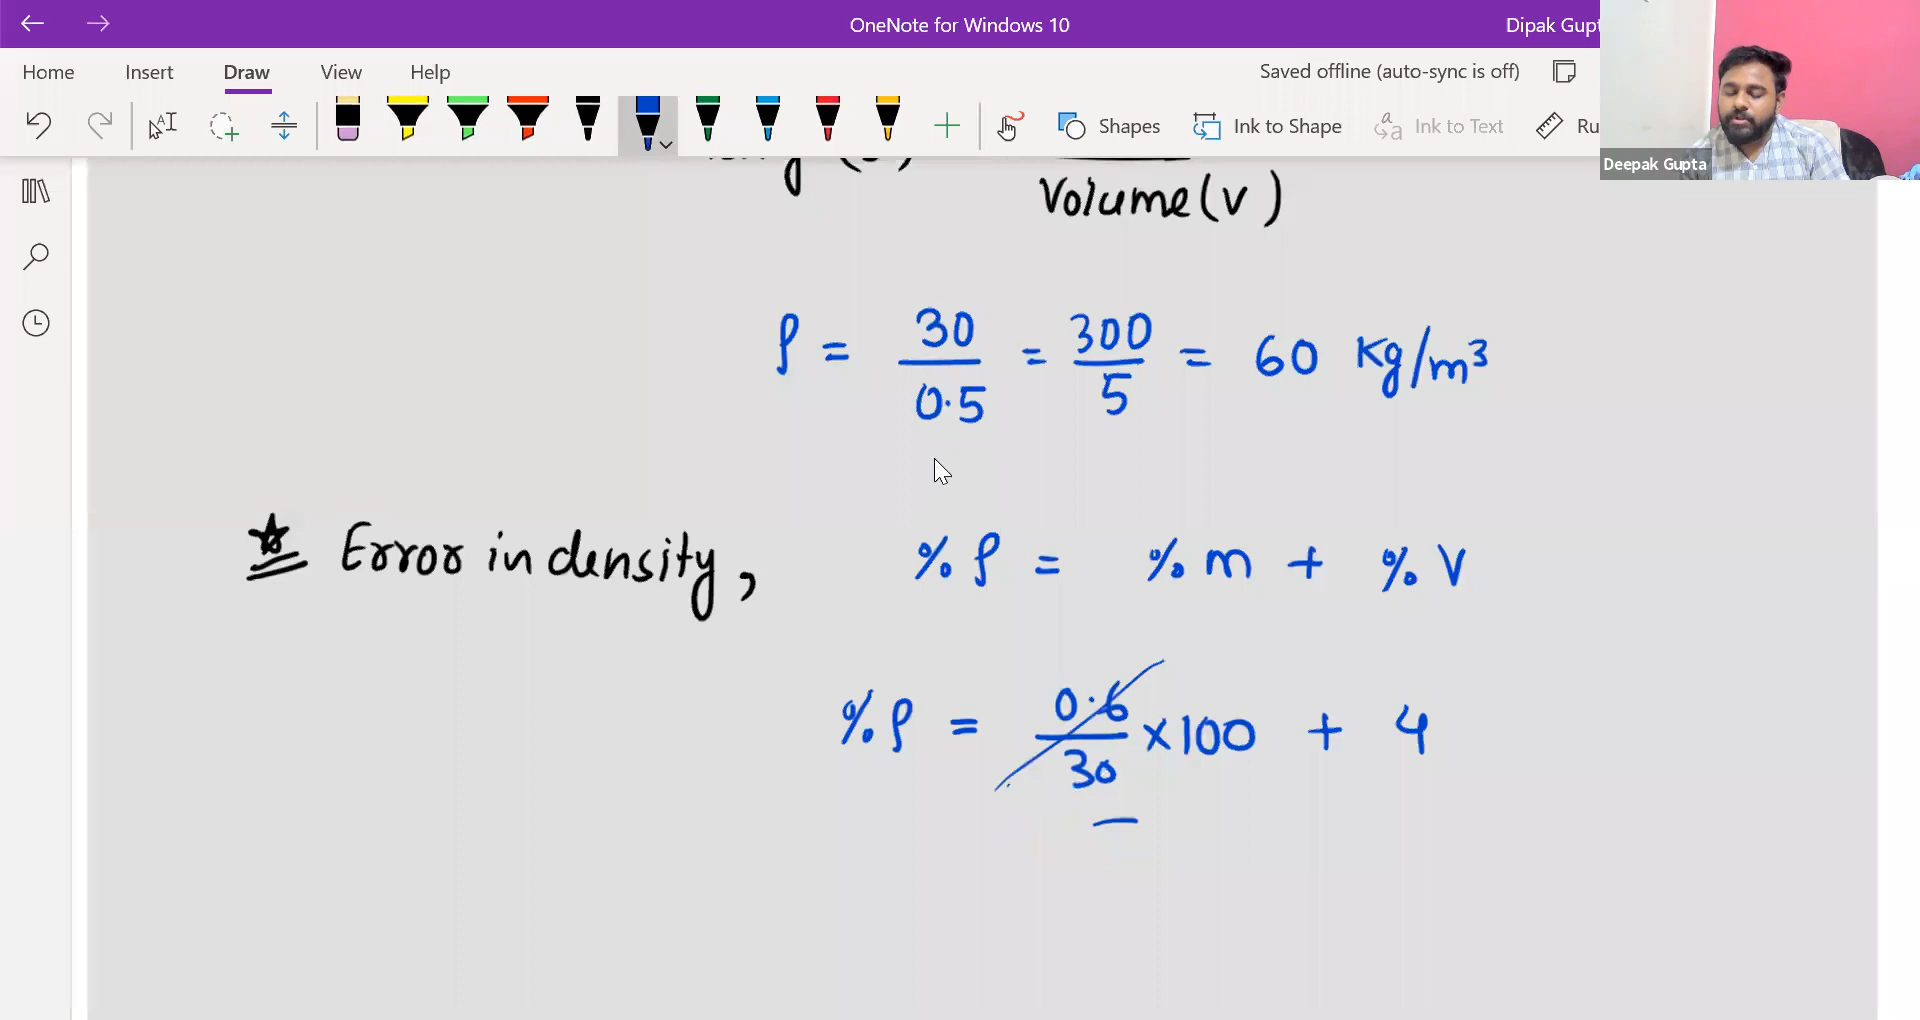 OneNote for Windows 10
Dipak Gupt
Home Insert Draw View Help
Saved offline (auto-sync is off)
Shapes Ink to Shape Ink to Text Ru
Deepak Gupta
Volume (V)
ρ = 30/0.5 = 300/5 = 60 Kg/m³
Error in density, %ρ = %m + %V
%ρ = 0.6/30 ×100 + 4